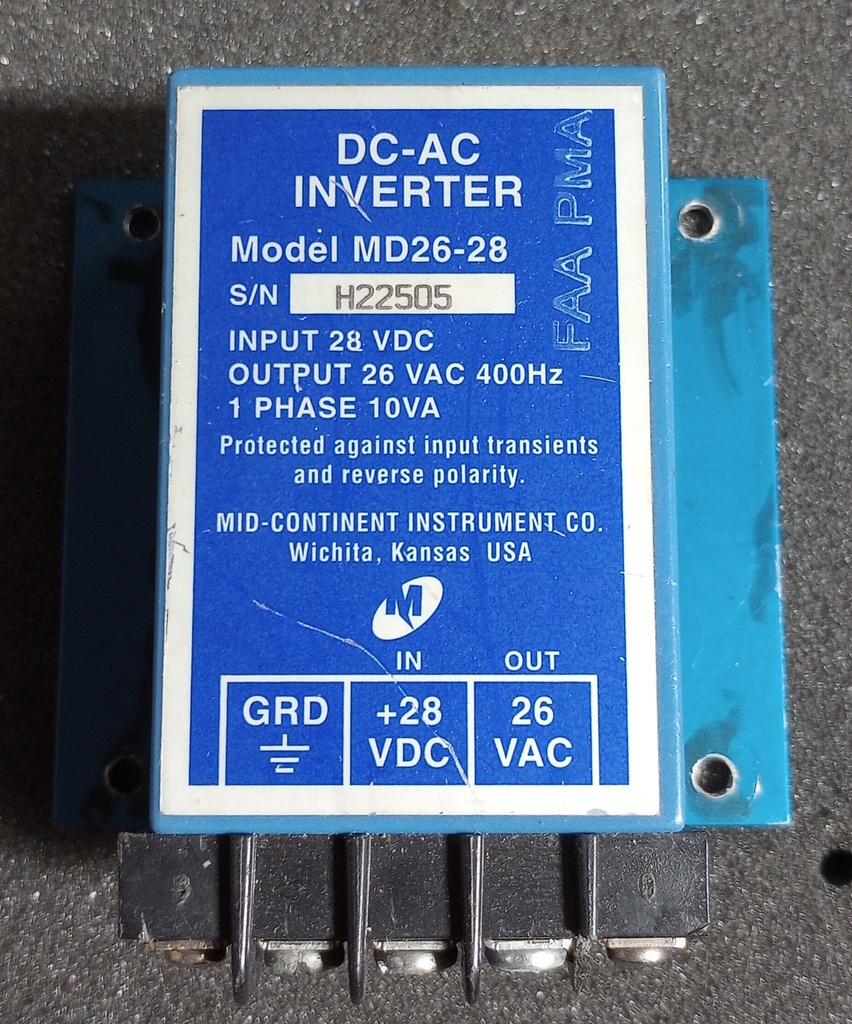 DC-AC
INVERTER
FAA PMA
Model MD26-28
S/N H22505
INPUT 28 VDC
OUTPUT 26 VAC 400Hz
1 PHASE 10VA
Protected against input transients
and reverse polarity.
MID-CONTINENT INSTRUMENT CO.
Wichita, Kansas USA
M
IN OUT
GRD +28 26
VDC VAC